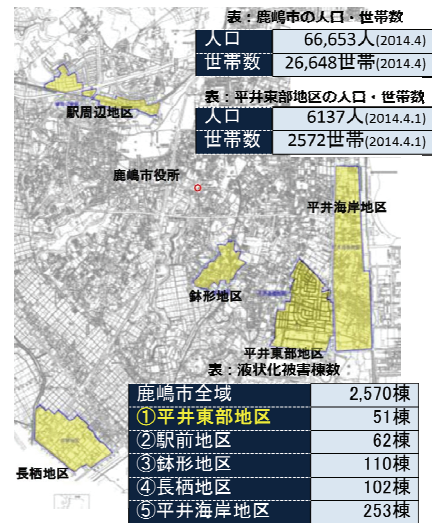 表：鹿嶋市の人口・世帯数
人口 66,653人(2014.4)
世帯数 26,648世帯(2014.4)
表：平井東部地区の人口・世帯数
人口 6137人(2014.4.1)
世帯数 2572世帯(2014.4.1)
駅周辺地区
鹿嶋市役所
平井海岸地区
鉢形地区
平井東部地区
表：液状化被害棟数
鹿嶋市全域 2,570棟
①平井東部地区 51棟
②駅前地区 62棟
③鉢形地区 110棟
④長栖地区 102棟
⑤平井海岸地区 253棟
長栖地区